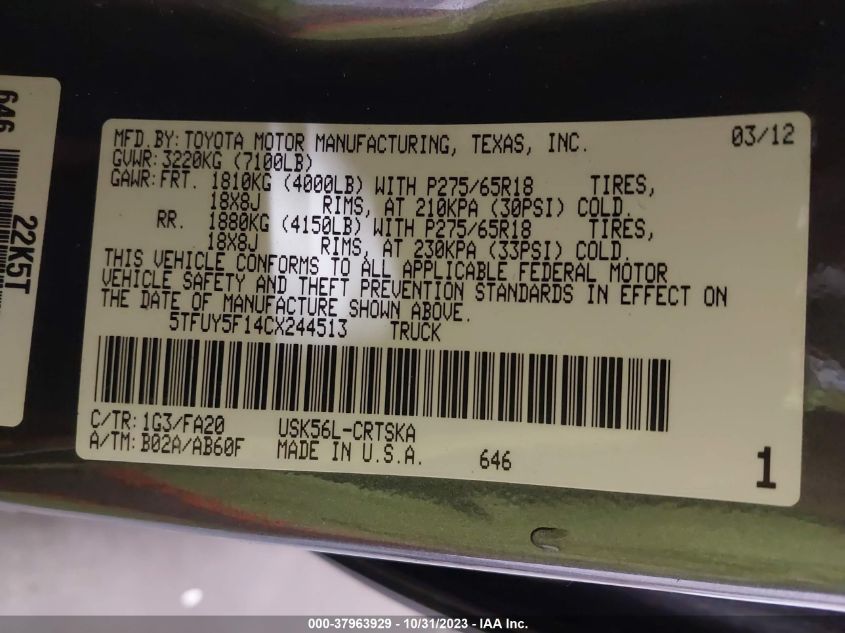 646
22K5T
MFD.BY:TOYOTA MOTOR MANUFACTURING, TEXAS, INC. 03/12
GVWR:3220KG (7100LB)
GAWR:FRT. 1810KG (4000LB) WITH P275/65R18 TIRES,
18X8J RIMS, AT 210KPA (30PSI) COLD.
RR. 1880KG (4150LB) WITH P275/65R18 TIRES,
18X8J RIMS, AT 230KPA (33PSI) COLD.
THIS VEHICLE CONFORMS TO ALL APPLICABLE FEDERAL MOTOR
VEHICLE SAFETY AND THEFT PREVENTION STANDARDS IN EFFECT ON
THE DATE OF MANUFACTURE SHOWN ABOVE.
5TFUY5F14CX244513 TRUCK
C/TR:1G3/FA20 USK56L-CRTSKA
A/TM:B02A/AB60F MADE IN U.S.A. 646 1
000-37963929 - 10/31/2023 - IAA Inc.